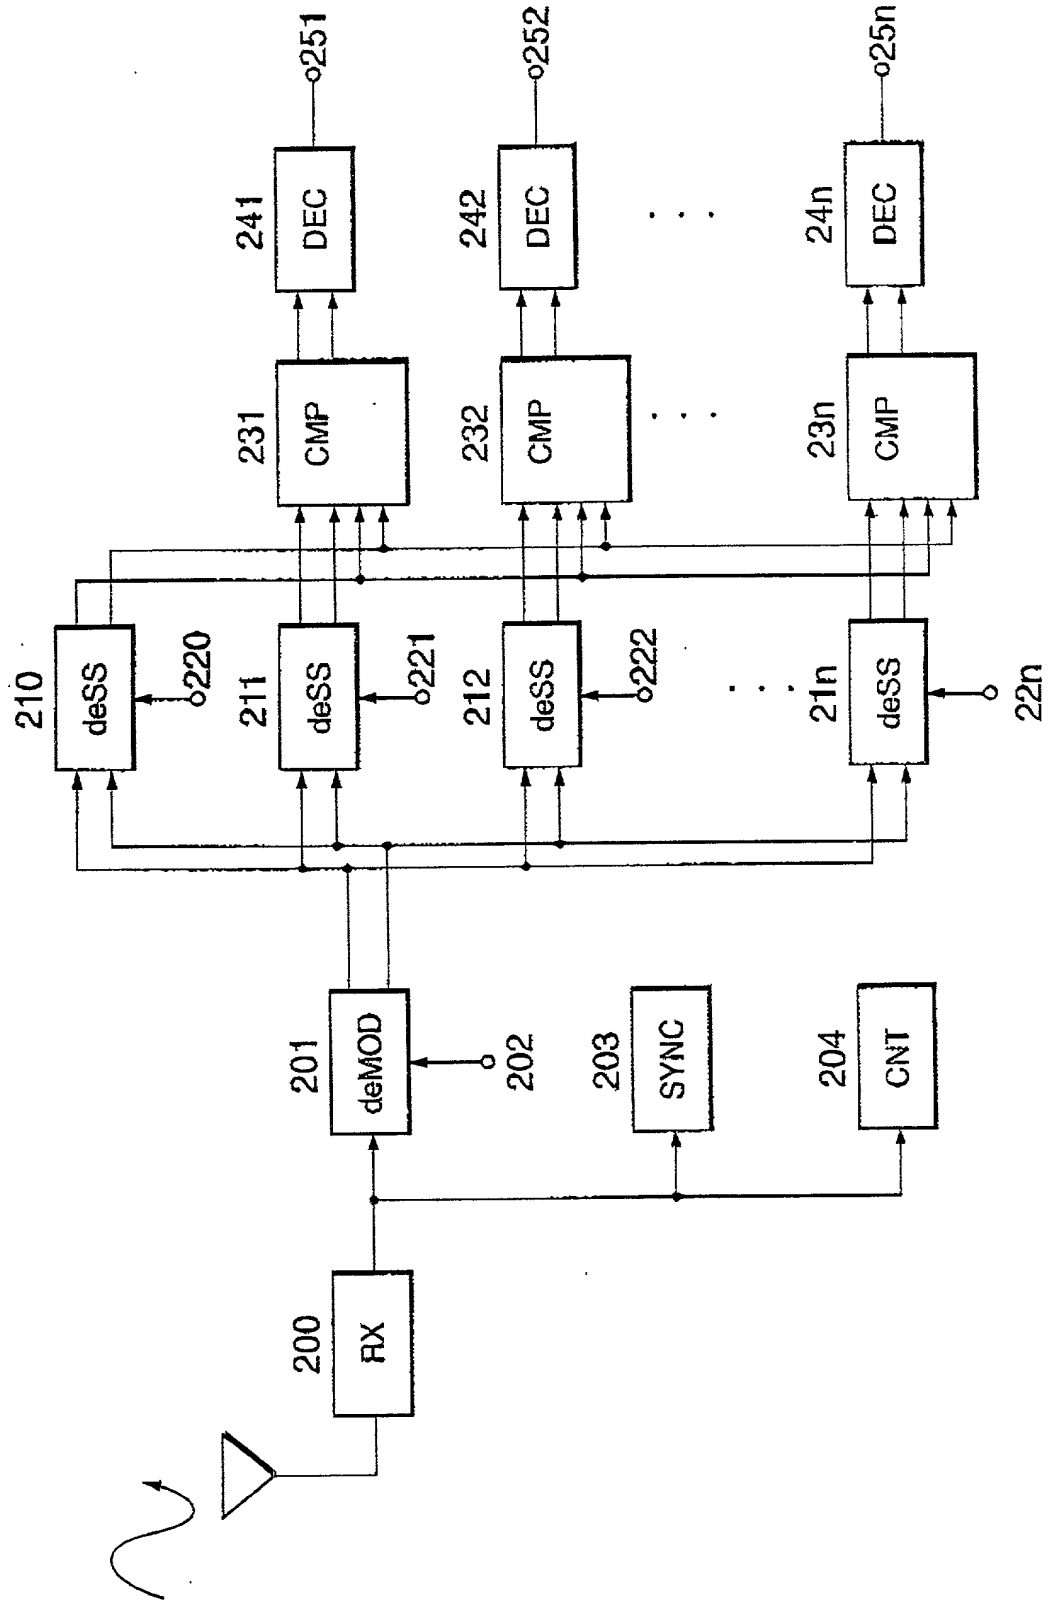 200
RX
201
deMOD
202
203
SYNC
204
CNT
210
deSS
220
211
deSS
221
212
deSS
222
. . .
21n
deSS
22n
231
CMP
232
CMP
. . .
23n
CMP
241
DEC
242
DEC
. . .
24n
DEC
251
252
25n